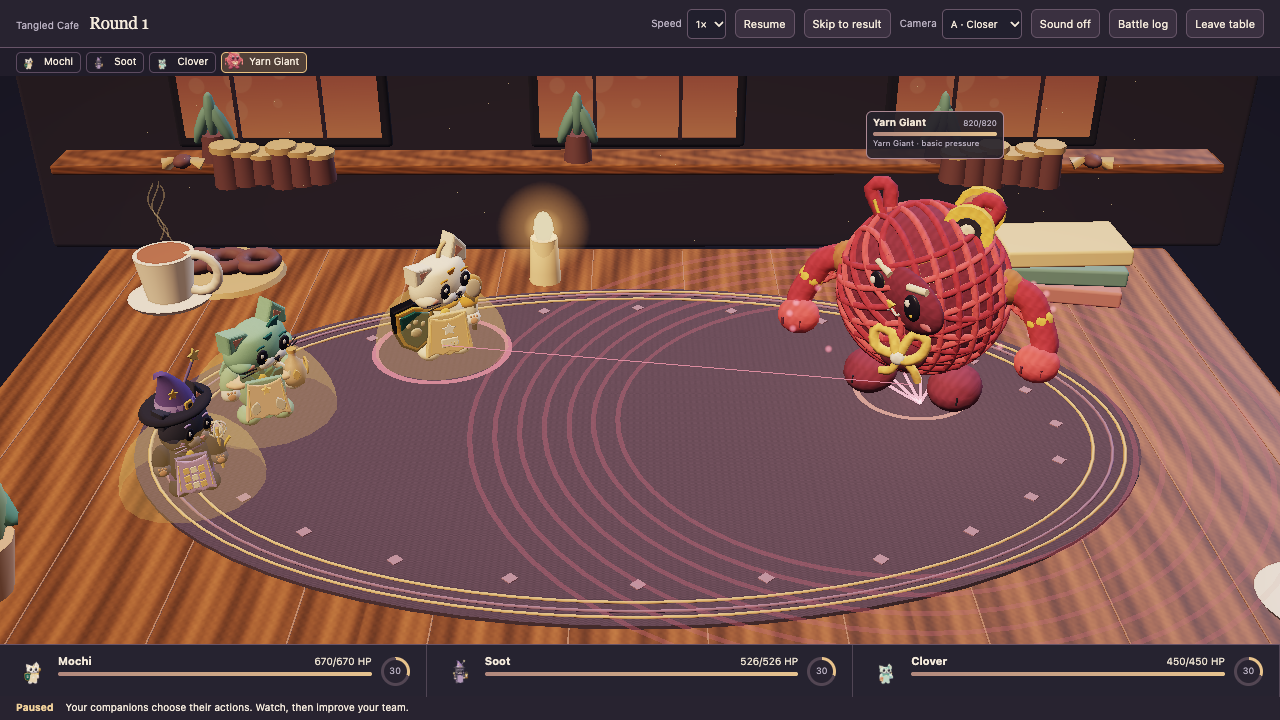 Tangled Cafe Round 1 Speed 1x Resume Skip to result Camera A · Closer Sound off Battle log Leave table
Mochi Soot Clover Yarn Giant
Yarn Giant 820/820
Yarn Giant · basic pressure
Mochi 670/670 HP 30 Soot 526/526 HP 30 Clover 450/450 HP 30
Paused Your companions choose their actions. Watch, then improve your team.